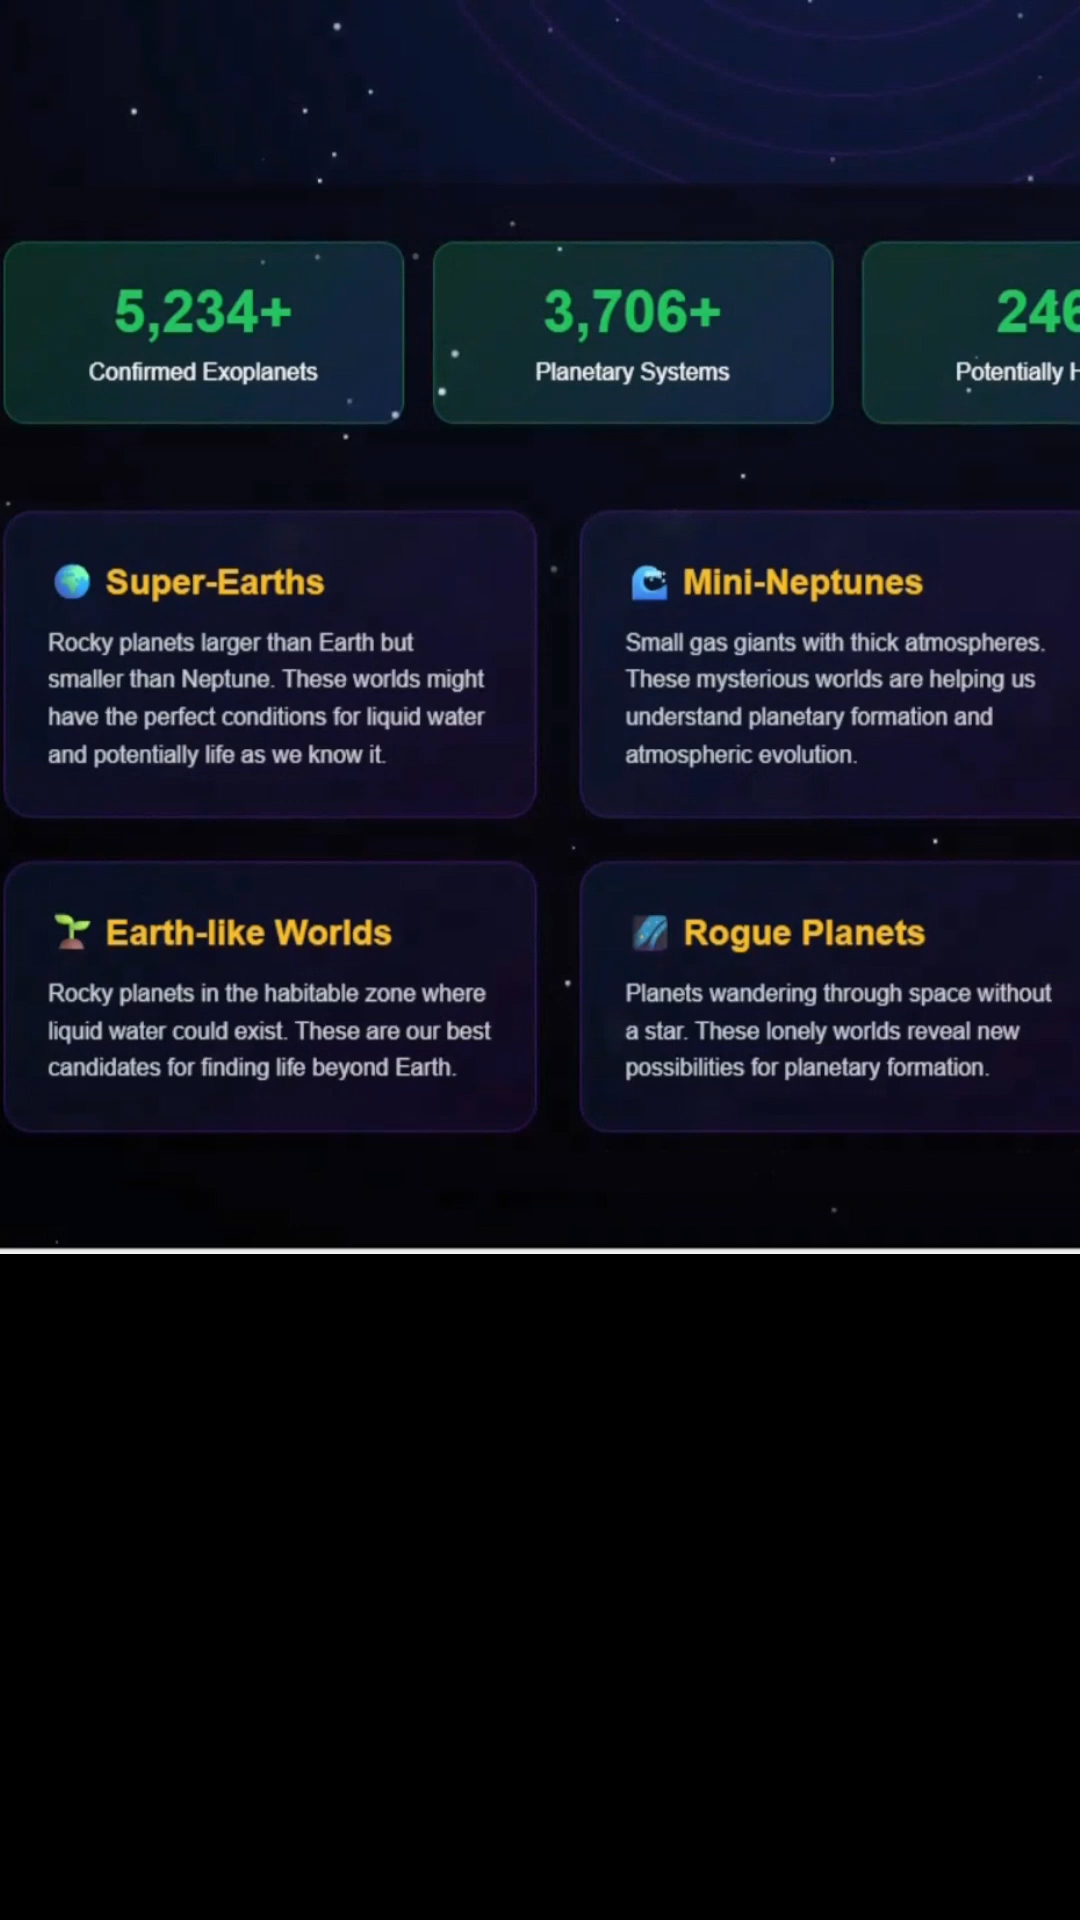 5,234+
Confirmed Exoplanets
3,706+
Planetary Systems
246
Potentially
Super-Earths
Rocky planets larger than Earth but
smaller than Neptune. These worlds might
have the perfect conditions for liquid water
and potentially life as we know it.
Mini-Neptunes
Small gas giants with thick atmospheres.
These mysterious worlds are helping us
understand planetary formation and
atmospheric evolution.
Earth-like Worlds
Rocky planets in the habitable zone where
liquid water could exist. These are our best
candidates for finding life beyond Earth.
Rogue Planets
Planets wandering through space without
a star. These lonely worlds reveal new
possibilities for planetary formation.